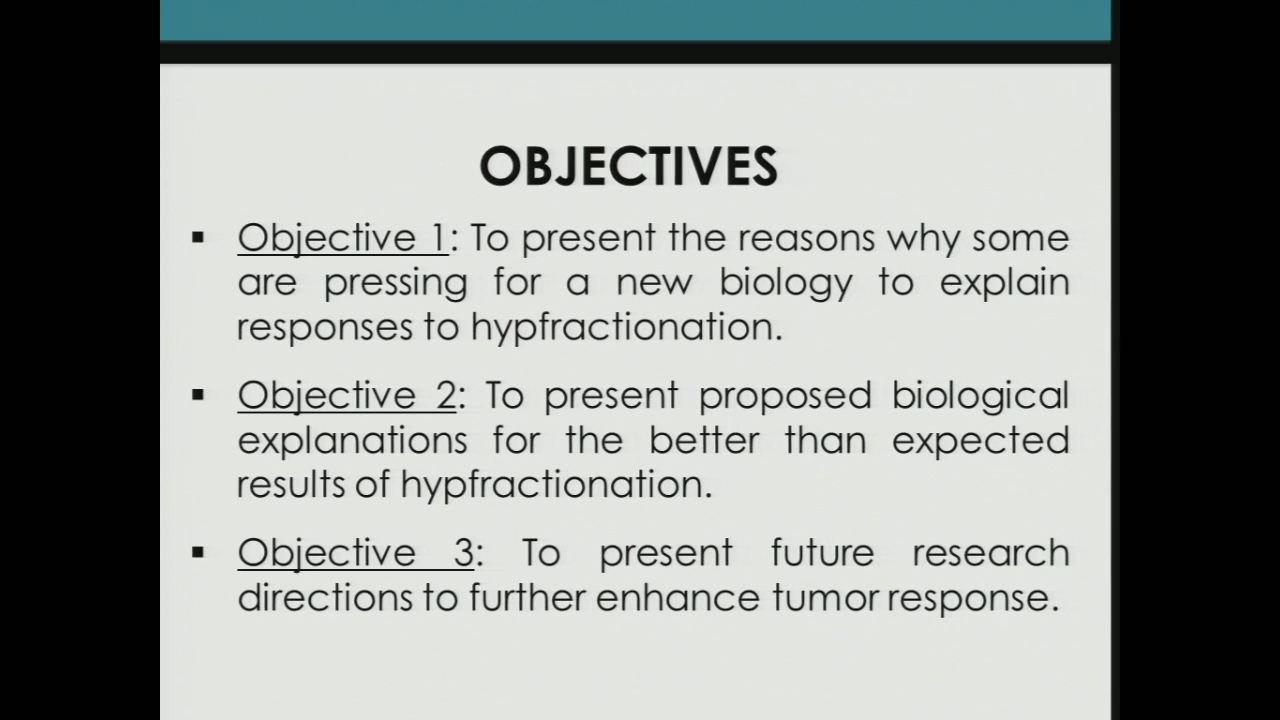 OBJECTIVES
▪ Objective 1: To present the reasons why some
are pressing for a new biology to explain
responses to hypfractionation.
▪ Objective 2: To present proposed biological
explanations for the better than expected
results of hypfractionation.
▪ Objective 3: To present future research
directions to further enhance tumor response.